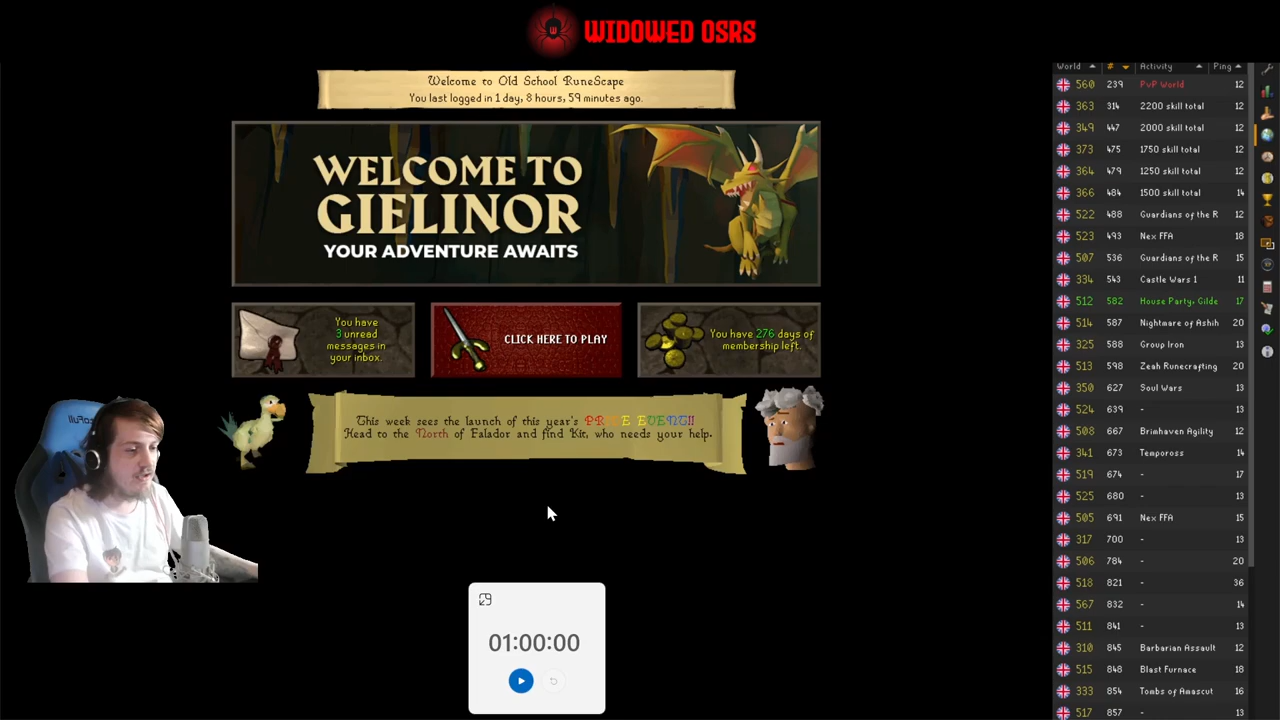 WIDOWED OSRS
Welcome to Old School RuneScape
You last logged in 1 day, 8 hours, 59 minutes ago.
WELCOME TO
GIELINOR
YOUR ADVENTURE AWAITS
You have
3 unread
messages in
your inbox.
CLICK HERE TO PLAY
You have 276 days of
membership left.
This week sees the launch of this year's PRIDE EVENT!!
Head to the North of Falador and find Kit, who needs your help.
01:00:00
World # Activity Ping
560 239 PvP World 12
363 314 2200 skill total 12
349 447 2000 skill total 12
373 475 1750 skill total 12
364 479 1250 skill total 12
366 484 1500 skill total 14
522 488 Guardians of the R 12
523 493 Nex FFA 18
507 536 Guardians of the R 15
334 543 Castle Wars 1 11
512 582 House Party, Gilde 17
514 587 Nightmare of Ashih 20
325 588 Group Iron 13
513 598 Zeah Runecrafting 20
350 627 Soul Wars 13
524 639 - 13
508 667 Brimhaven Agility 12
341 673 Tempoross 14
519 674 - 17
525 680 - 13
505 691 Nex FFA 15
317 700 - 13
506 784 - 20
518 821 - 36
567 832 - 14
511 841 - 13
310 845 Barbarian Assault 12
515 848 Blast Furnace 18
333 854 Tombs of Amascut 16
517 857 - 13